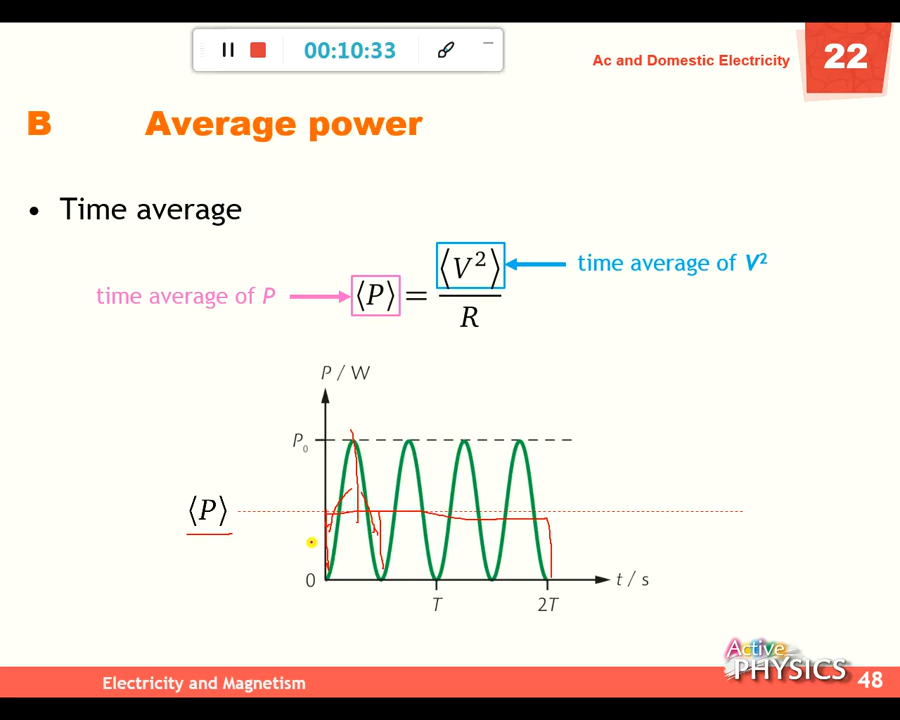 00:10:33
Ac and Domestic Electricity
22
B Average power
• Time average
time average of P
⟨P⟩ = ⟨V²⟩ / R
time average of V²
P / W
P₀
⟨P⟩
0
t / s
T
2T
Active
PHYSICS
Electricity and Magnetism
48